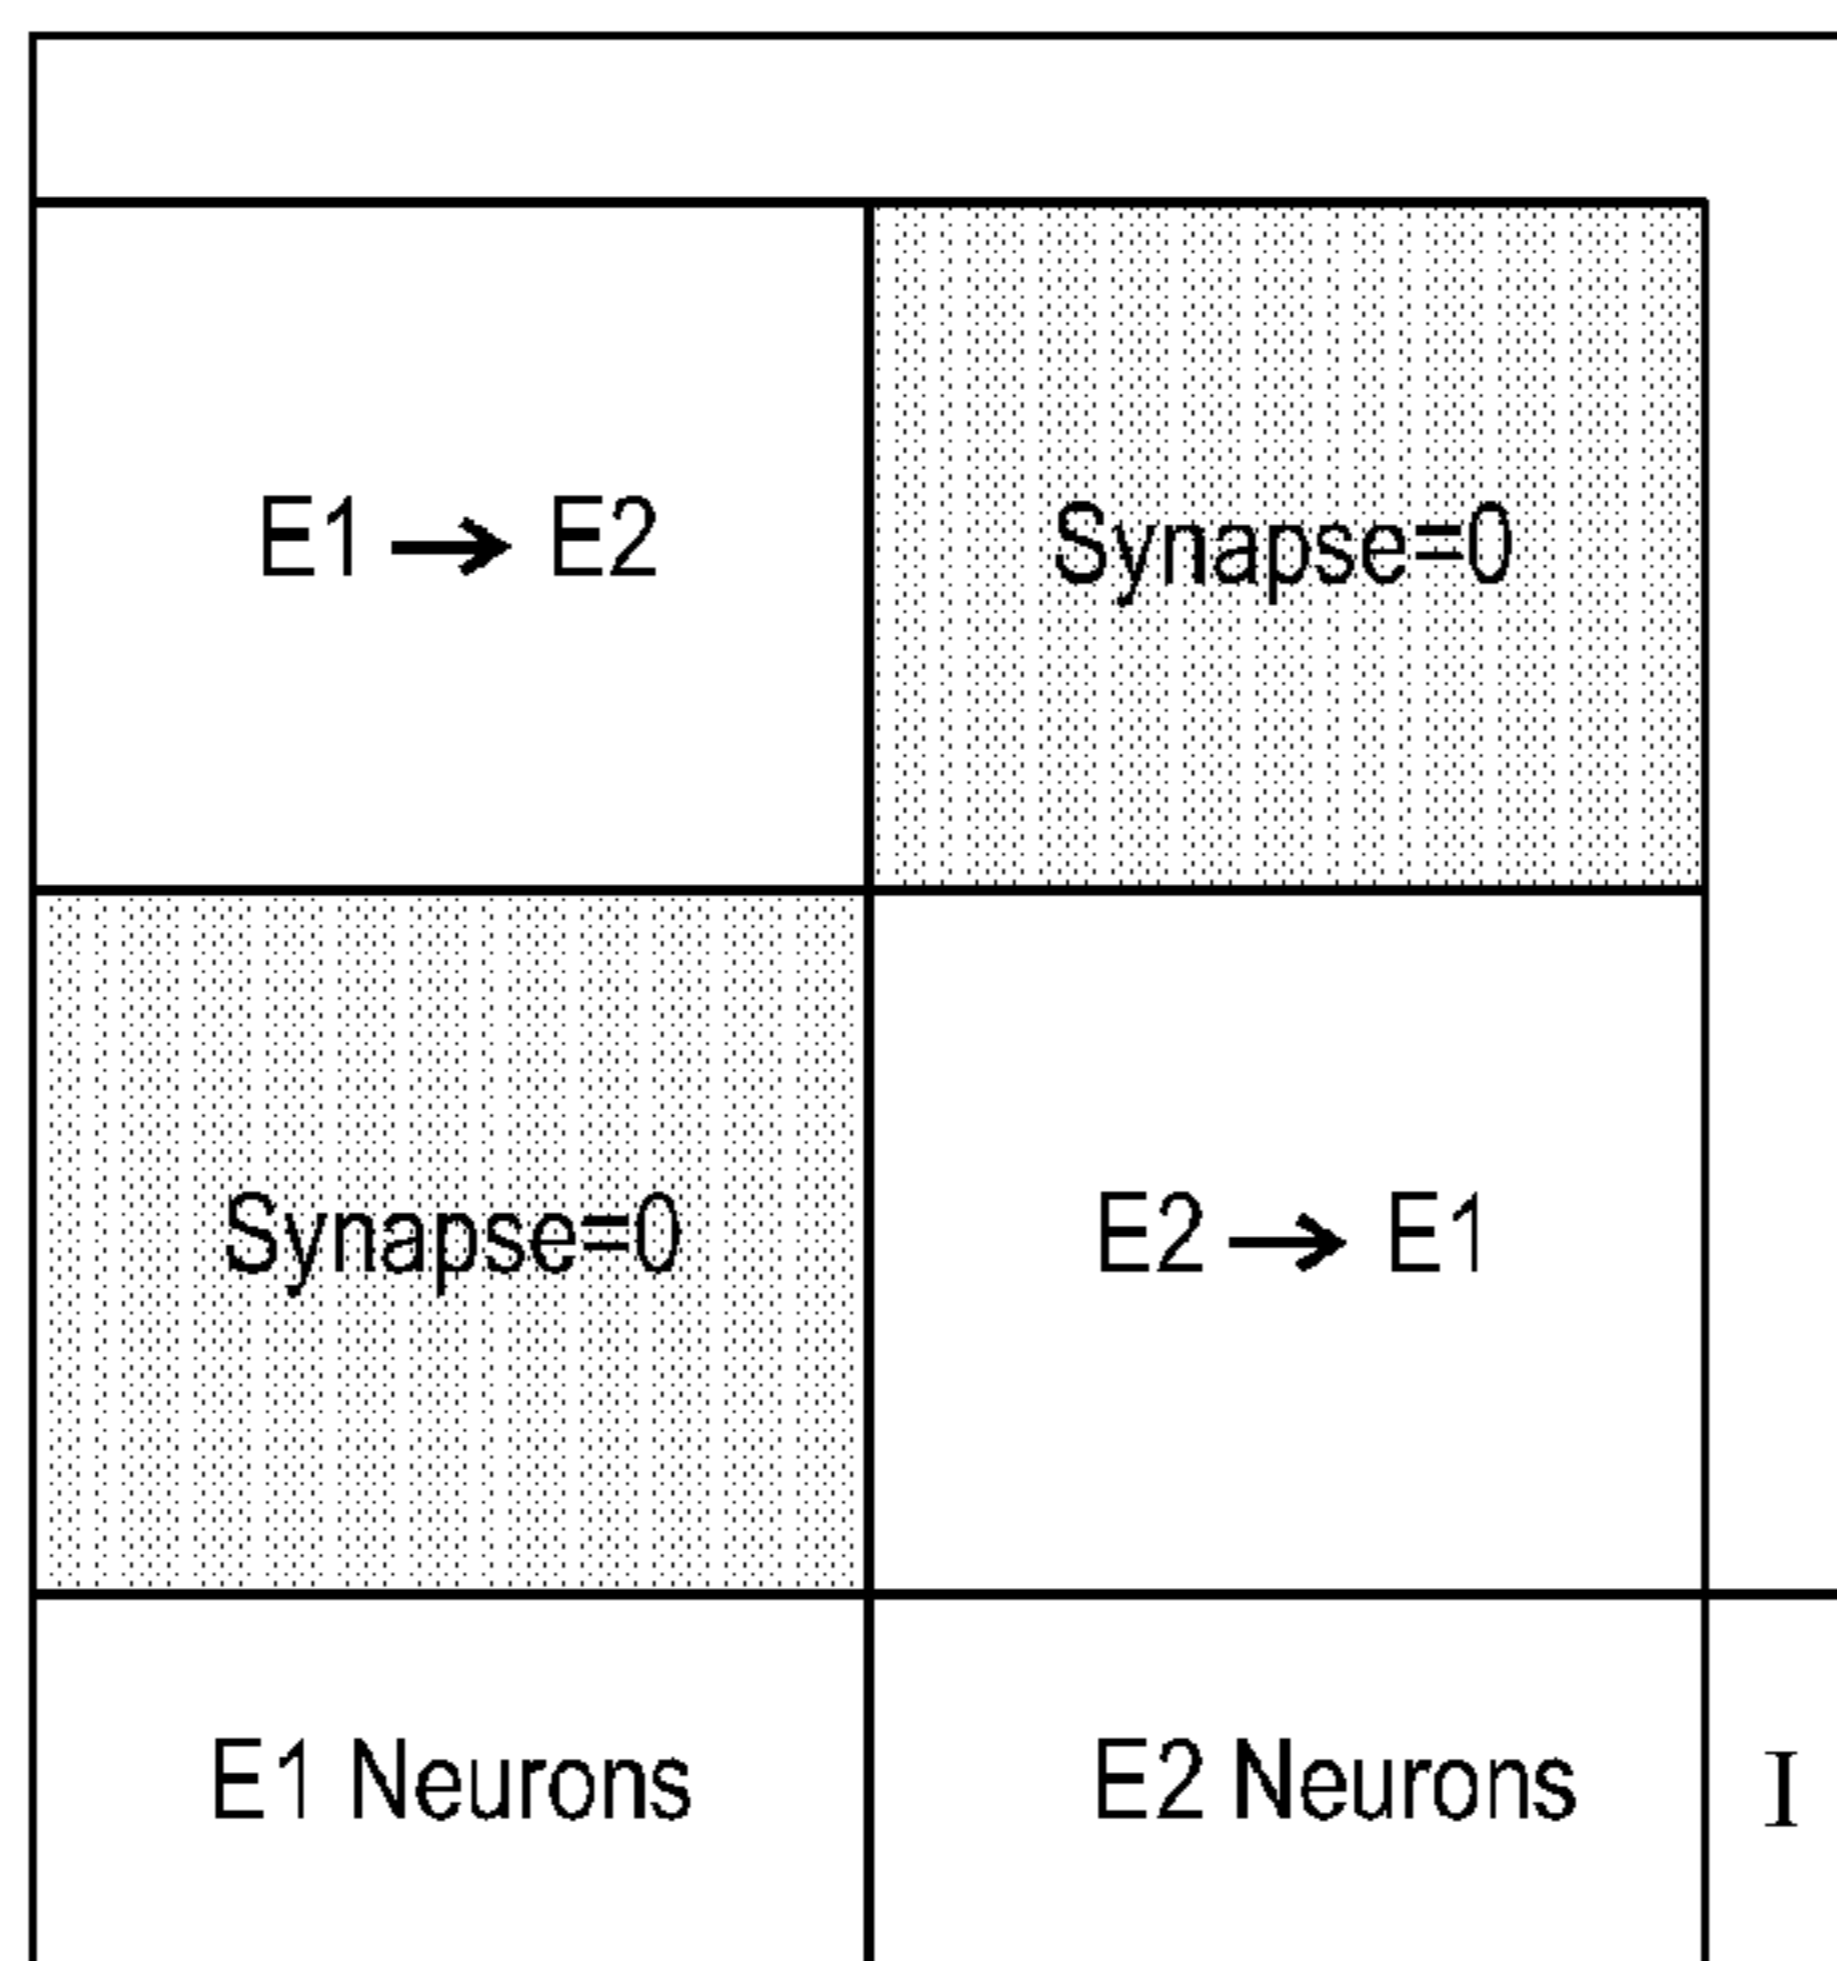 E1 → E2
Synapse=0
Synapse=0
E2 → E1
E1 Neurons
E2 Neurons
I